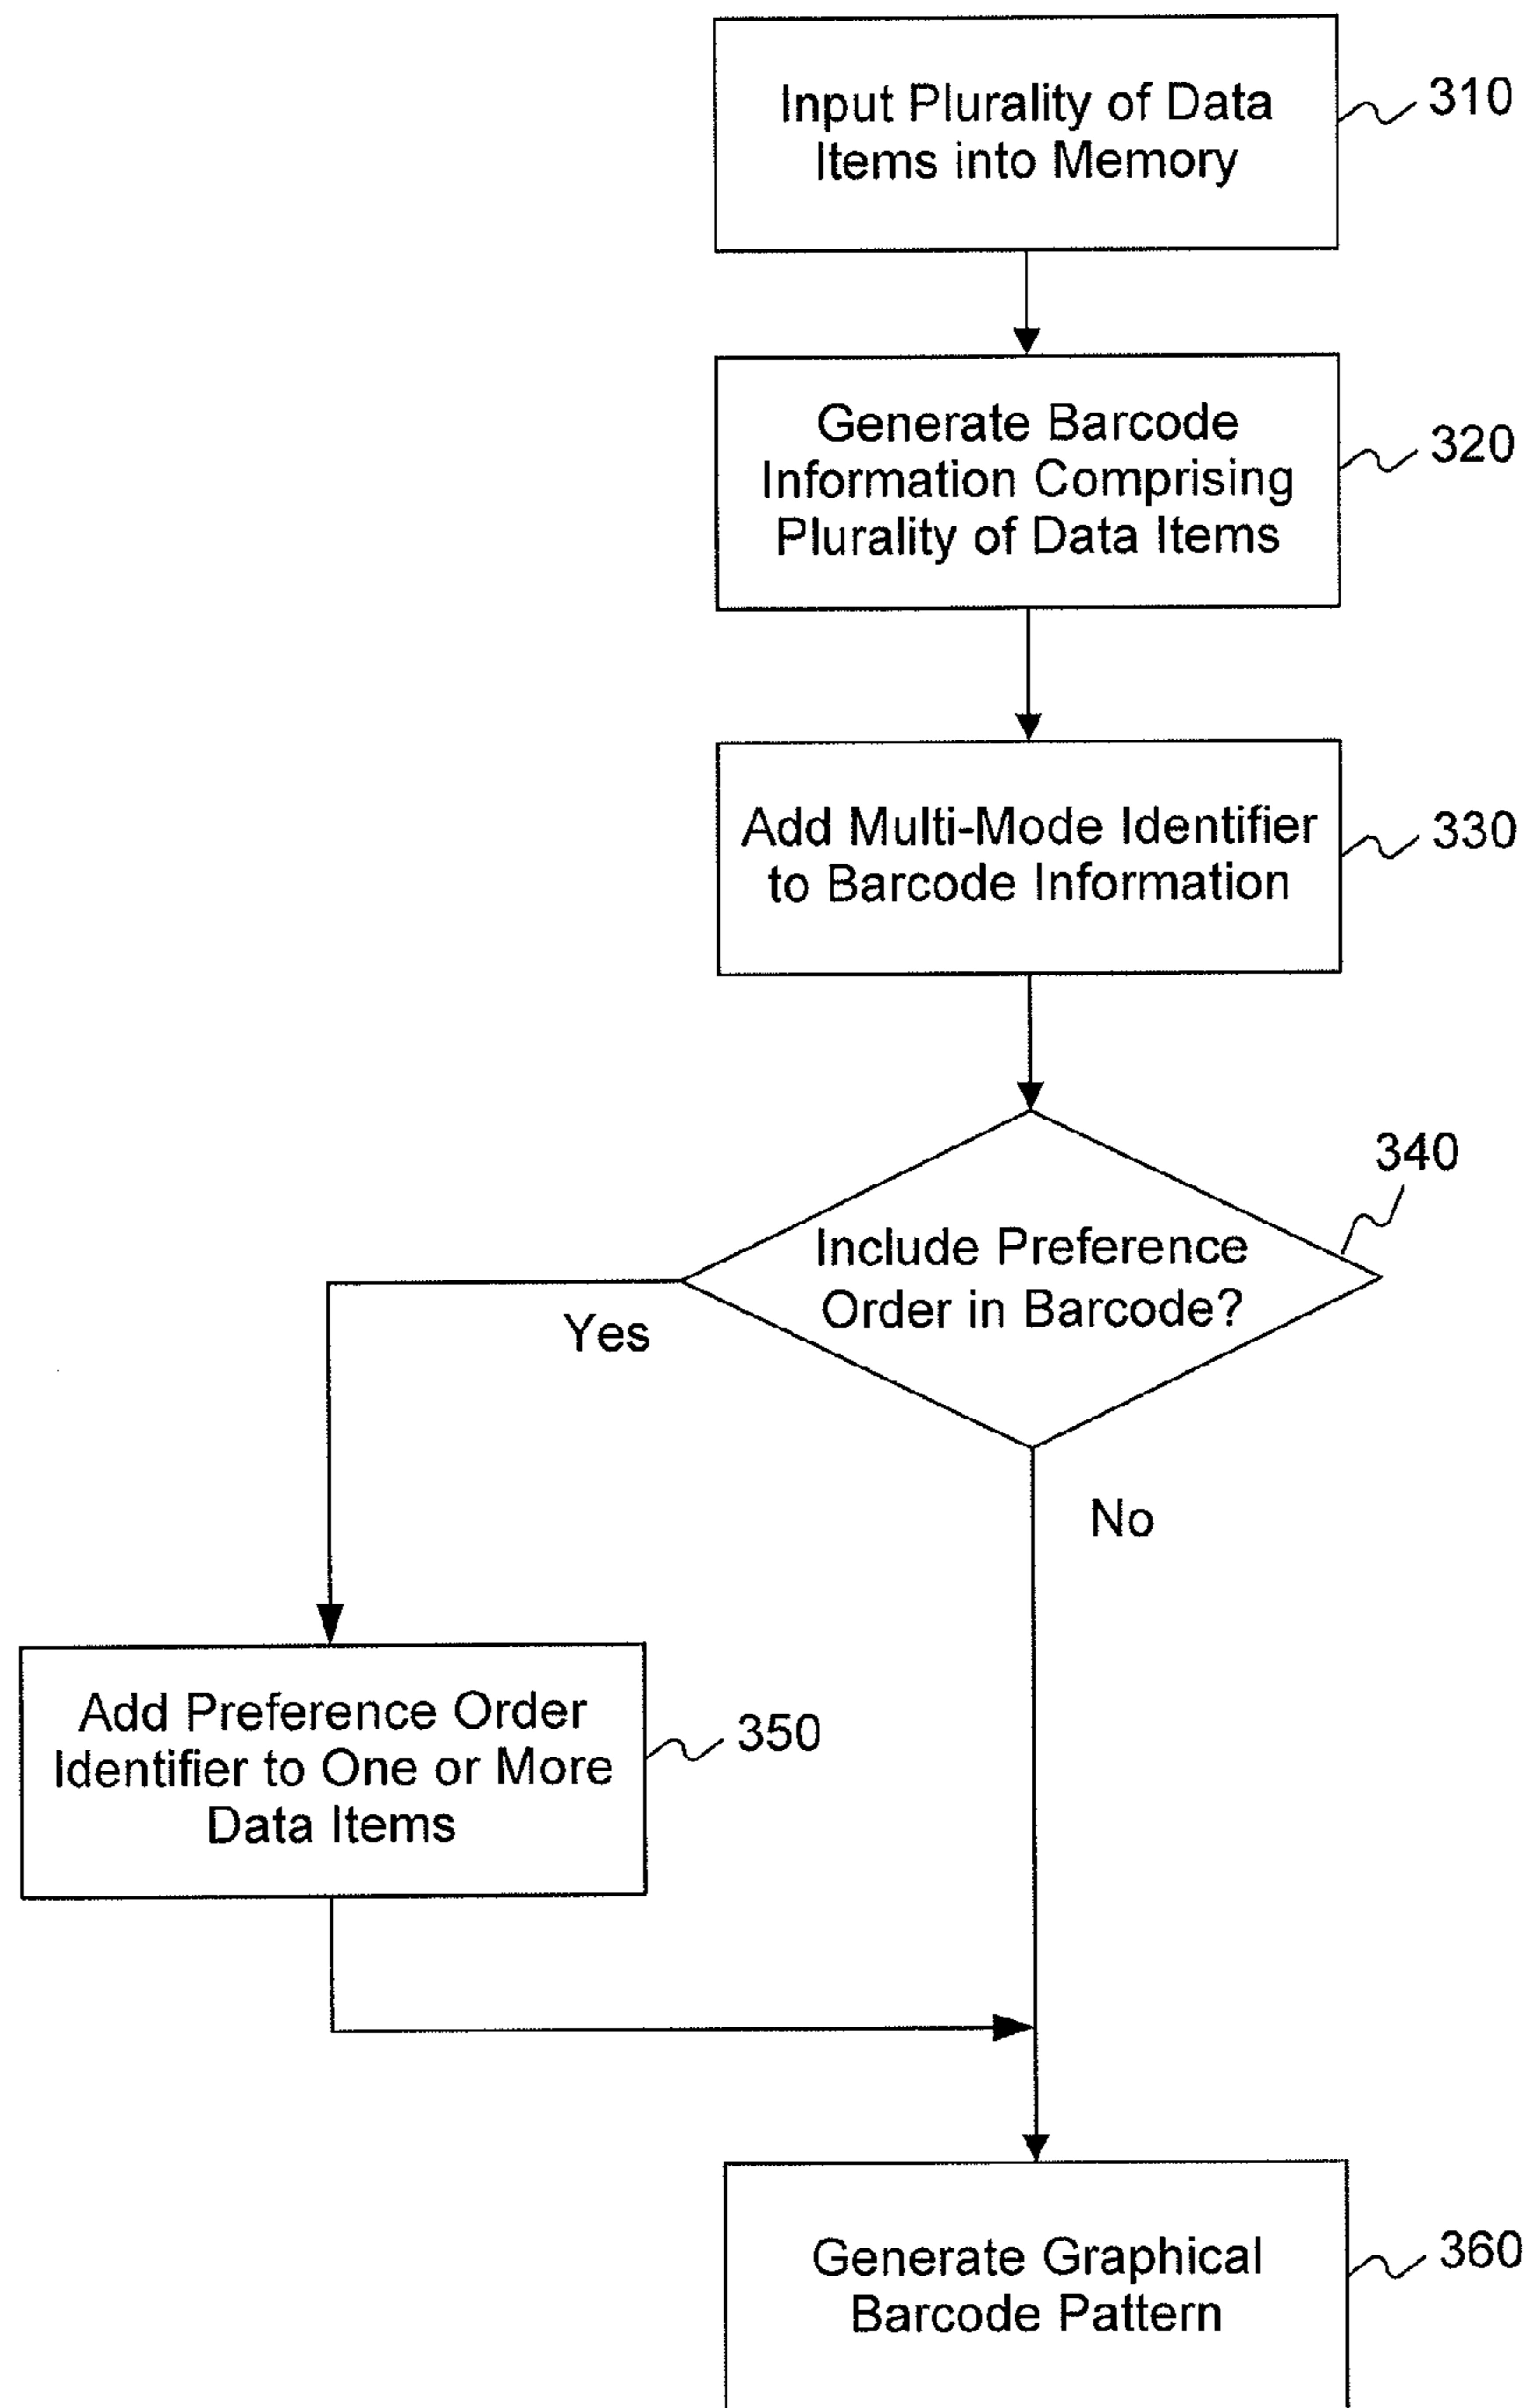 Input Plurality of Data
Items into Memory
310
Generate Barcode
Information Comprising
Plurality of Data Items
320
Add Multi-Mode Identifier
to Barcode Information
330
340
Include Preference
Order in Barcode?
Yes
No
Add Preference Order
Identifier to One or More
Data Items
350
Generate Graphical
Barcode Pattern
360